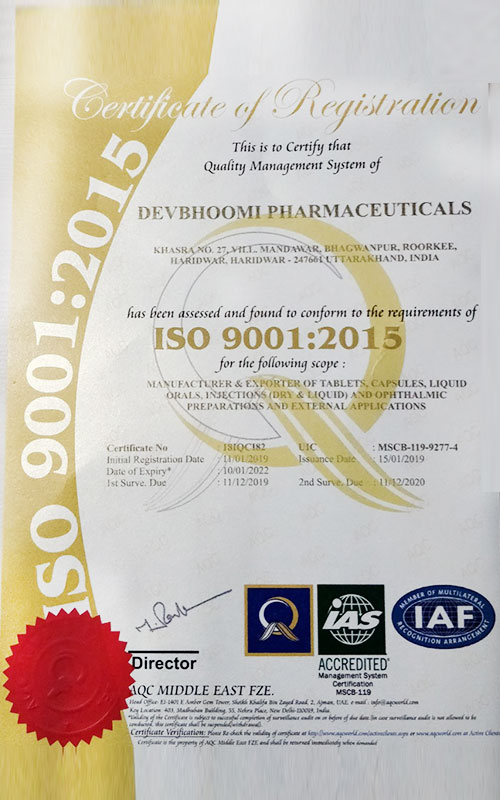 Certificate of Registration
ISO 9001:2015
This is to Certify that
Quality Management System of
DEVBHOOMI PHARMACEUTICALS
KHASRA NO. 27, VILL. MANDAWAR, BHAGWANPUR, ROORKEE,
HARIDWAR, HARIDWAR - 247661 UTTARAKHAND, INDIA
has been assessed and found to conform to the requirements of
ISO 9001:2015
for the following scope :
MANUFACTURER & EXPORTER OF TABLETS, CAPSULES, LIQUID
ORALS, INJECTIONS (DRY & LIQUID) AND OPHTHALMIC
PREPARATIONS AND EXTERNAL APPLICATIONS
Certificate No : 18IQCI82 UIC : MSCB-119-9277-4
Initial Registration Date : 11/01/2019 Issuance Date : 15/01/2019
Date of Expiry* : 10/01/2022
1st Surve. Due : 11/12/2019 2nd Surve. Due : 11/12/2020
Director
IAS
ACCREDITED
Management System
Certification
MSCB-119
MEMBER OF MULTILATERAL
IAF
RECOGNITION ARRANGEMENT
AQC MIDDLE EAST FZE.
Head Office: E1-1401 E Amber Gem Tower, Sheikh Khalifa Bin Zayed Road, 2, Ajman, UAE, e-mail : info@aqcworld.com
Key Location: 403, Madhuban Building, 55, Nehru Place, New Delhi-110019, India.
*Validity of the Certificate is subject to successful completion of surveillance audit on or before of due date.(In case surveillance audit is not allowed to be
conducted, this certificate shall be suspended/withdrawal).
Certificate Verification: Please Re-check the validity of certificate at http://www.aqcworld.com/activeclients.aspx or www.aqcworld.com at Active Clients
Certificate is the property of AQC Middle East FZE and shall be returned immediately when demanded